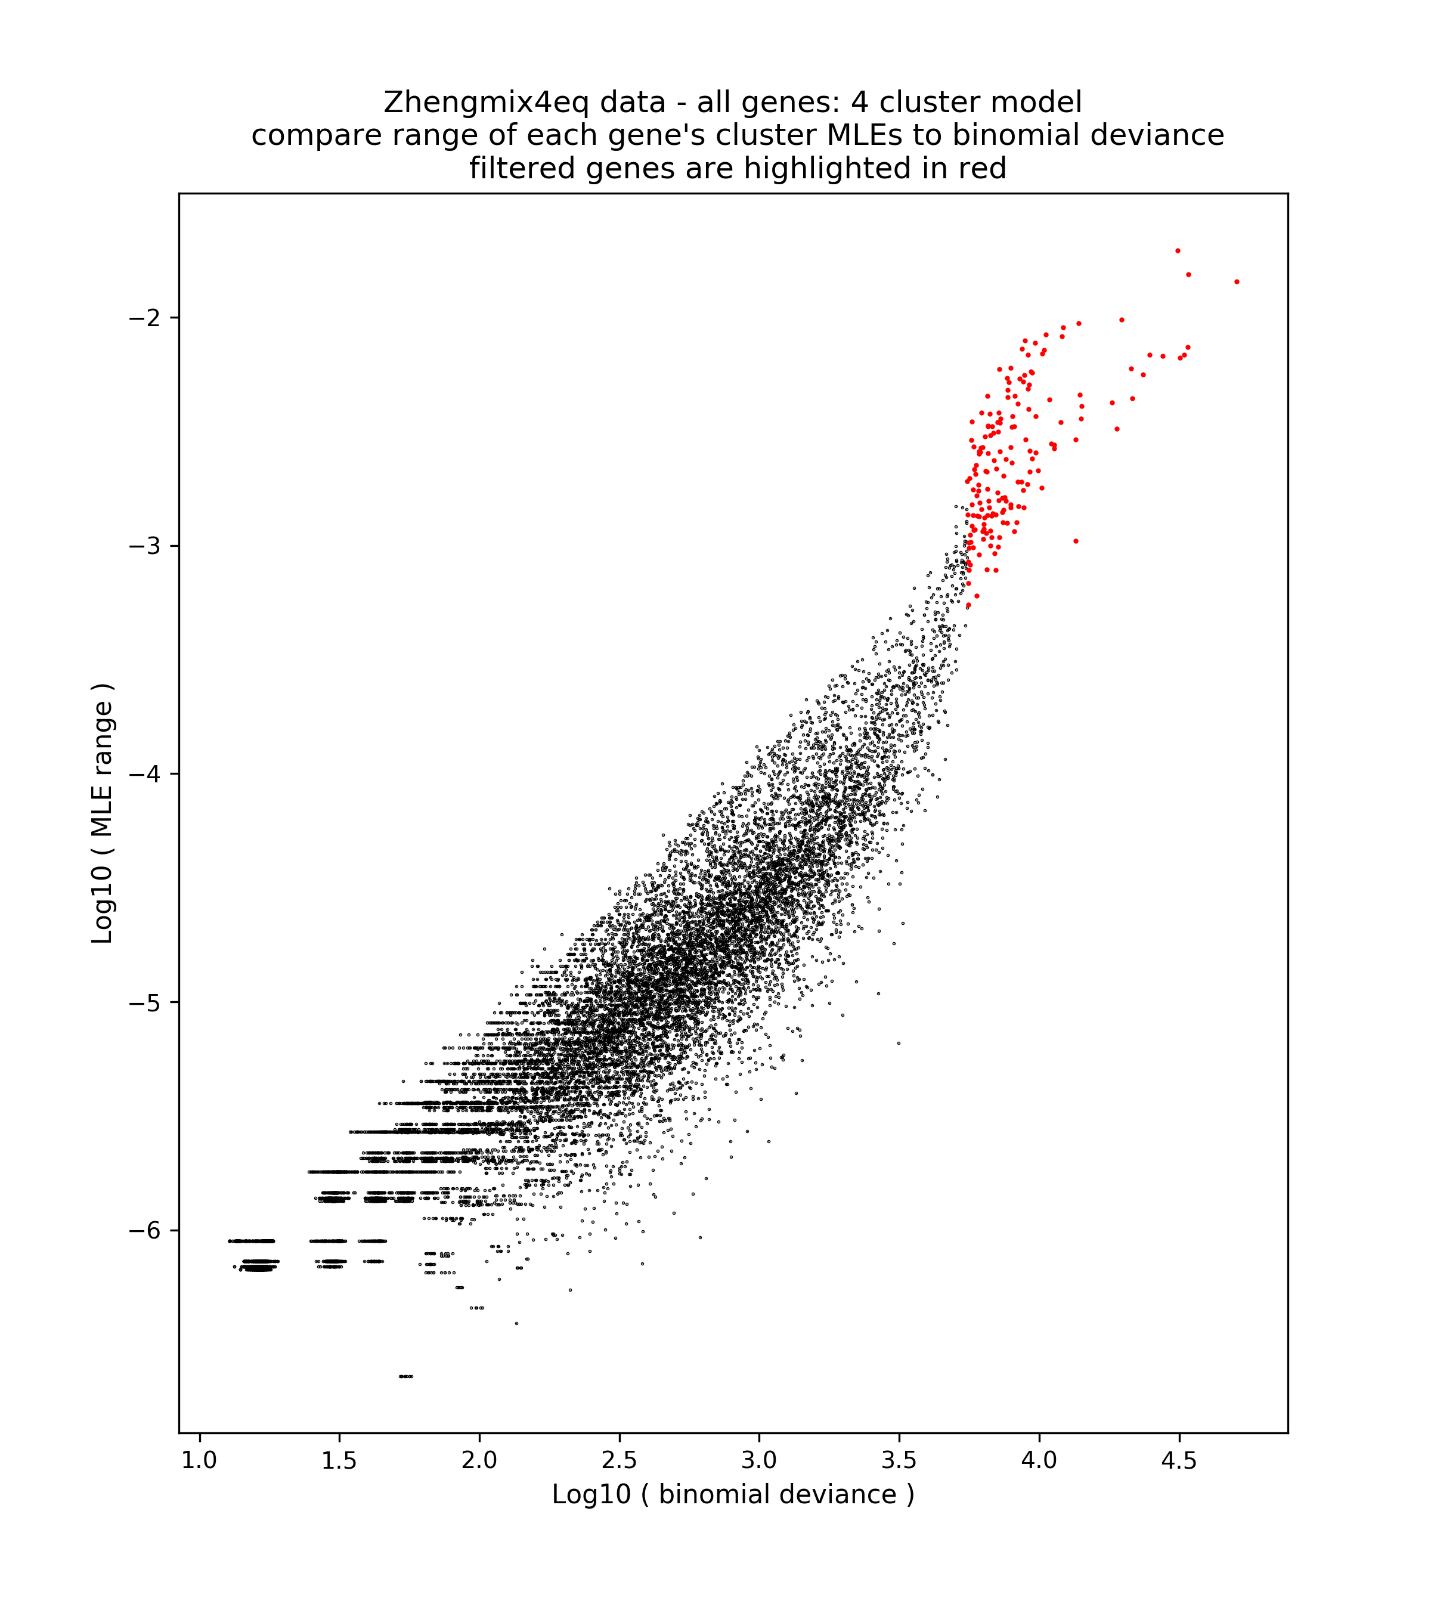 Zhengmix4eq data - all genes: 4 cluster model
compare range of each gene's cluster MLEs to binomial deviance
filtered genes are highlighted in red
Log10 ( MLE range )
−2
−3
−4
−5
−6
1.0 1.5 2.0 2.5 3.0 3.5 4.0 4.5
Log10 ( binomial deviance )